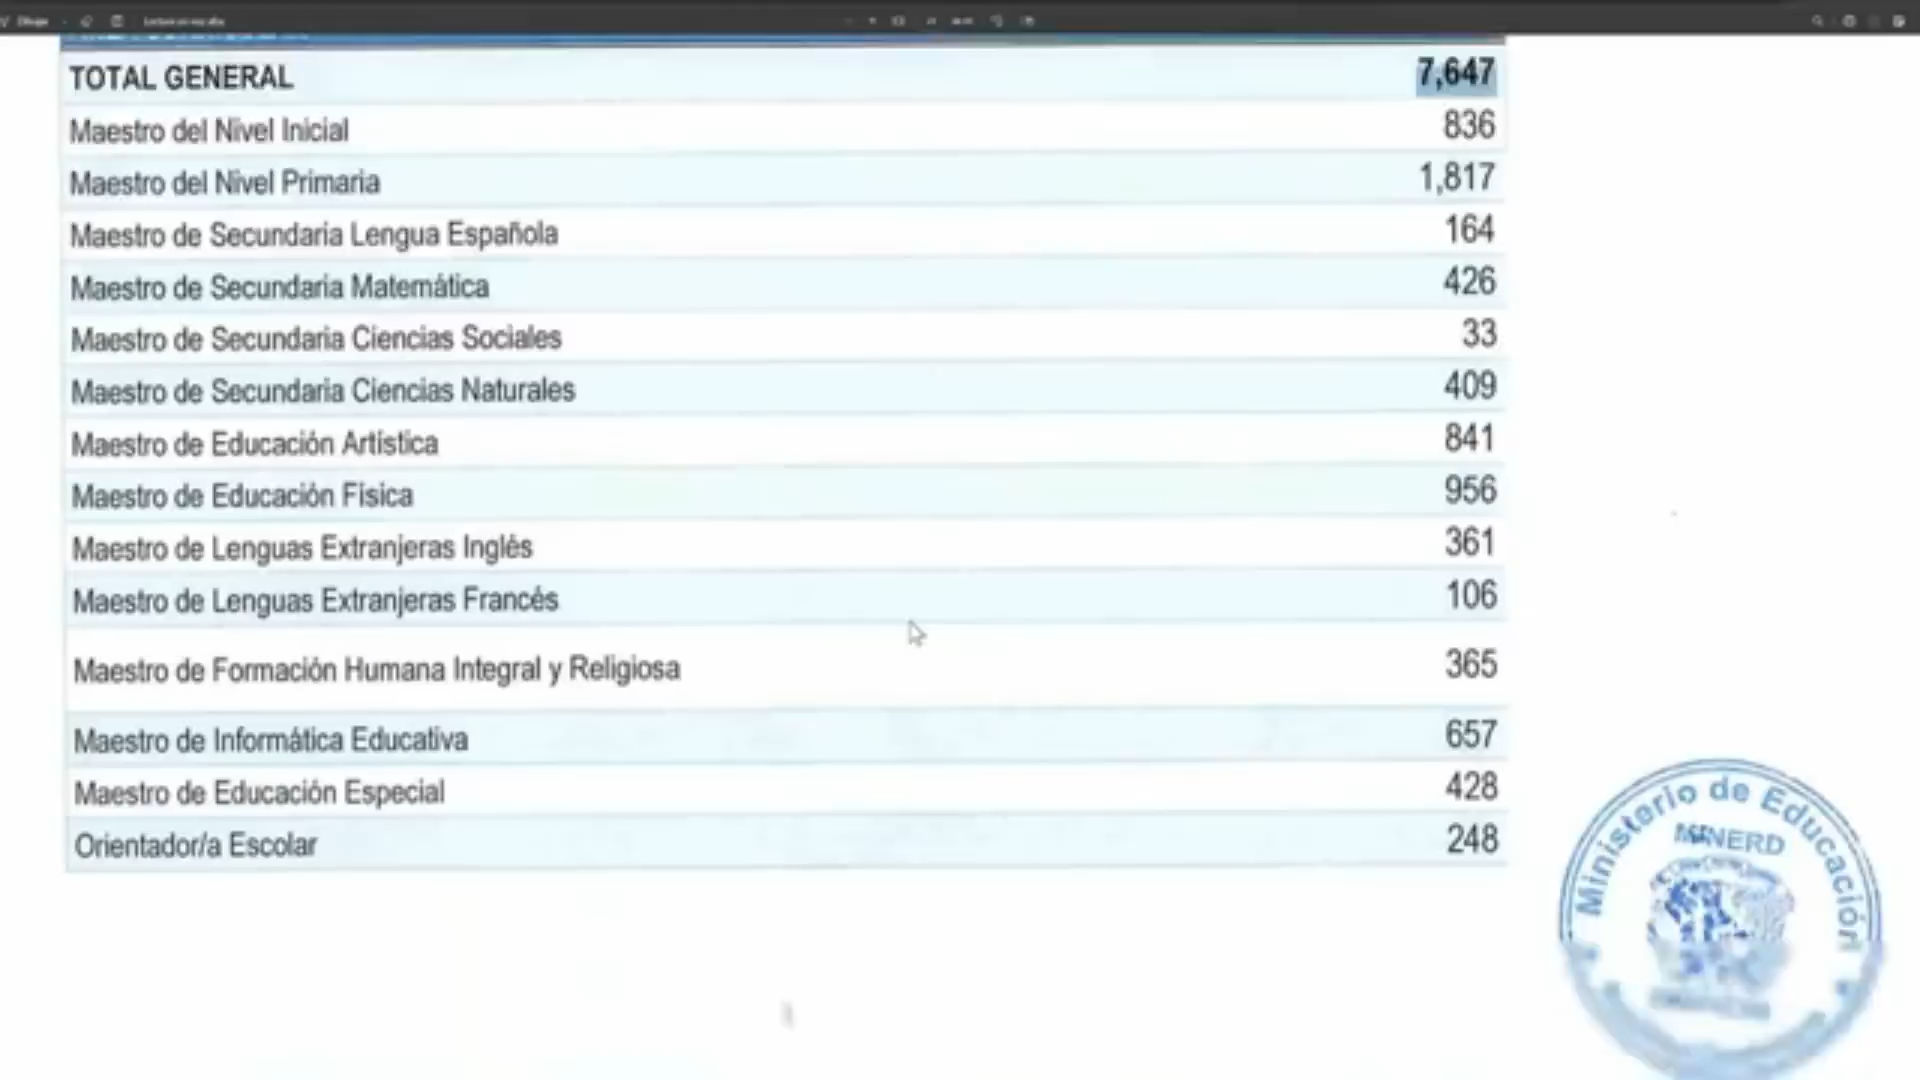 TOTAL GENERAL 7,647
Maestro del Nivel Inicial 836
Maestro del Nivel Primaria 1,817
Maestro de Secundaria Lengua Española 164
Maestro de Secundaria Matemática 426
Maestro de Secundaria Ciencias Sociales 33
Maestro de Secundaria Ciencias Naturales 409
Maestro de Educación Artística 841
Maestro de Educación Física 956
Maestro de Lenguas Extranjeras Inglés 361
Maestro de Lenguas Extranjeras Francés 106
Maestro de Formación Humana Integral y Religiosa 365
Maestro de Informática Educativa 657
Maestro de Educación Especial 428
Orientador/a Escolar 248
Ministerio de Educación
MINERD